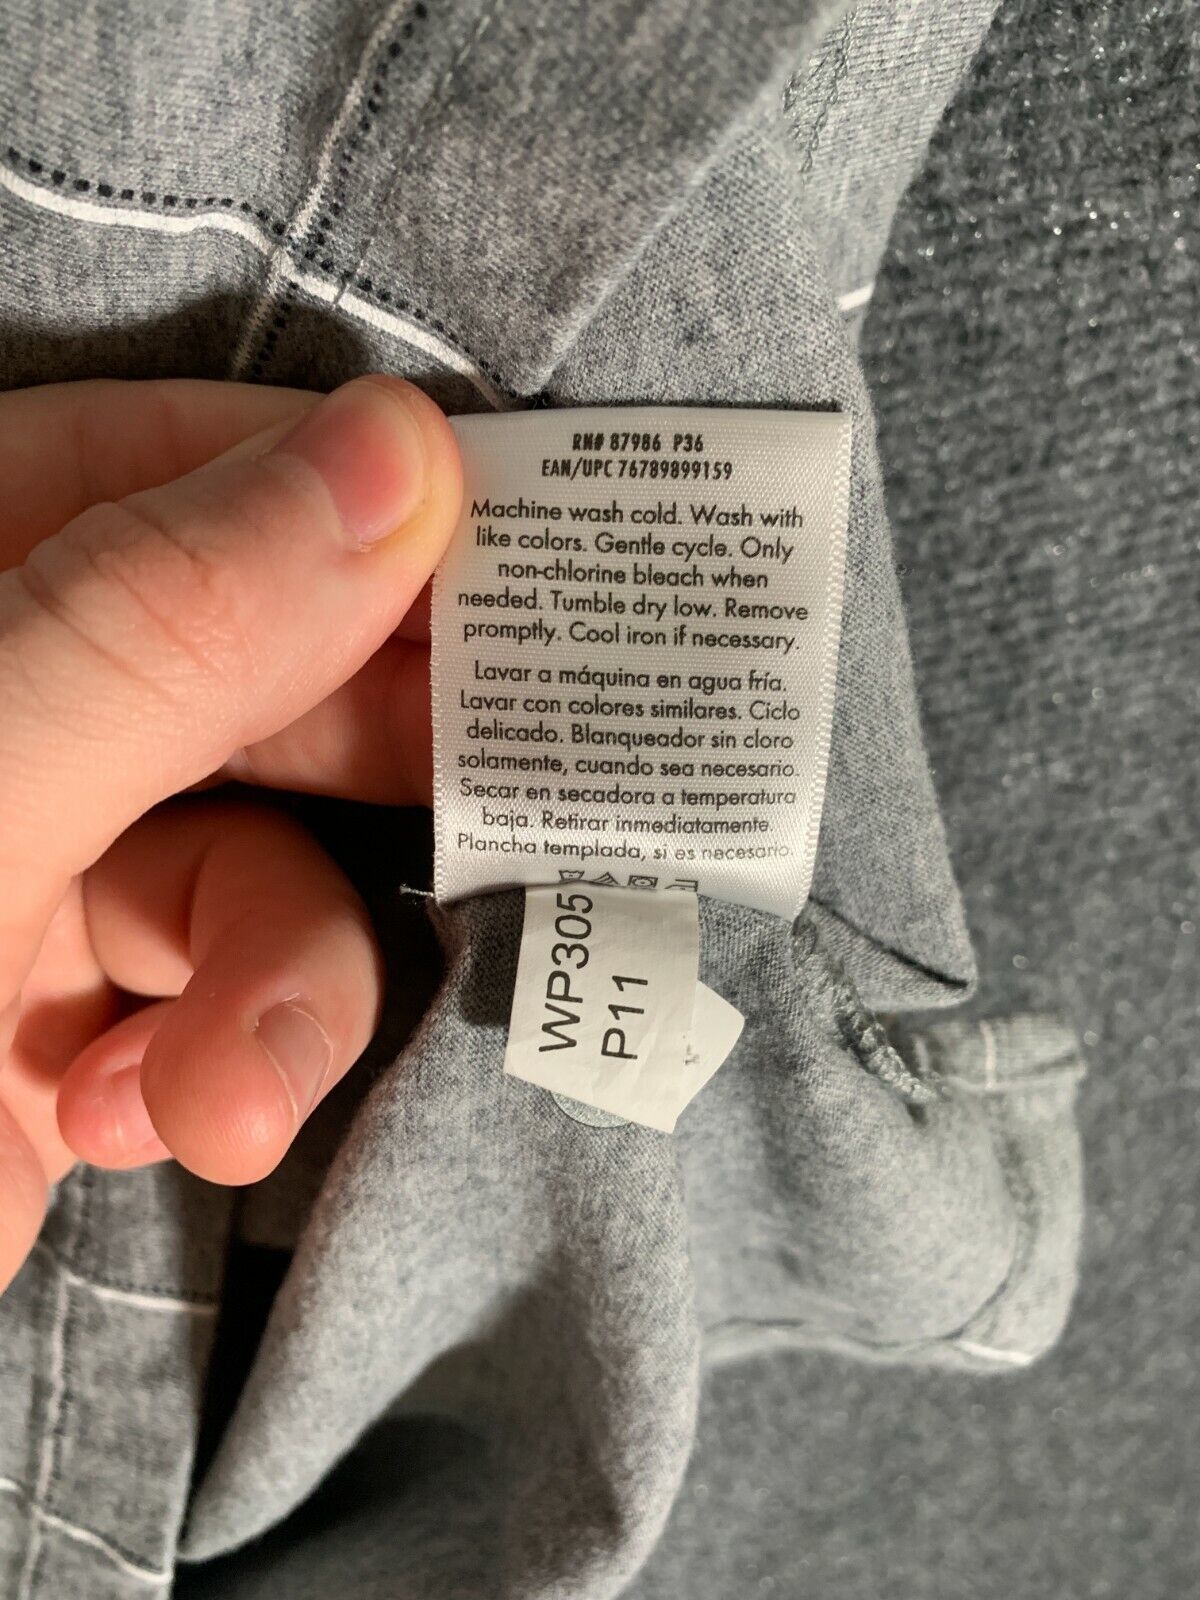 RN# 87986 P36
EAN/UPC 76789899159
Machine wash cold. Wash with
like colors. Gentle cycle. Only
non-chlorine bleach when
needed. Tumble dry low. Remove
promptly. Cool iron if necessary.
Lavar a máquina en agua fría.
Lavar con colores similares. Ciclo
delicado. Blanqueador sin cloro
solamente, cuando sea necesario.
Secar en secadora a temperatura
baja. Retirar inmediatamente.
Plancha templada, si es necesario.
WP305
P11